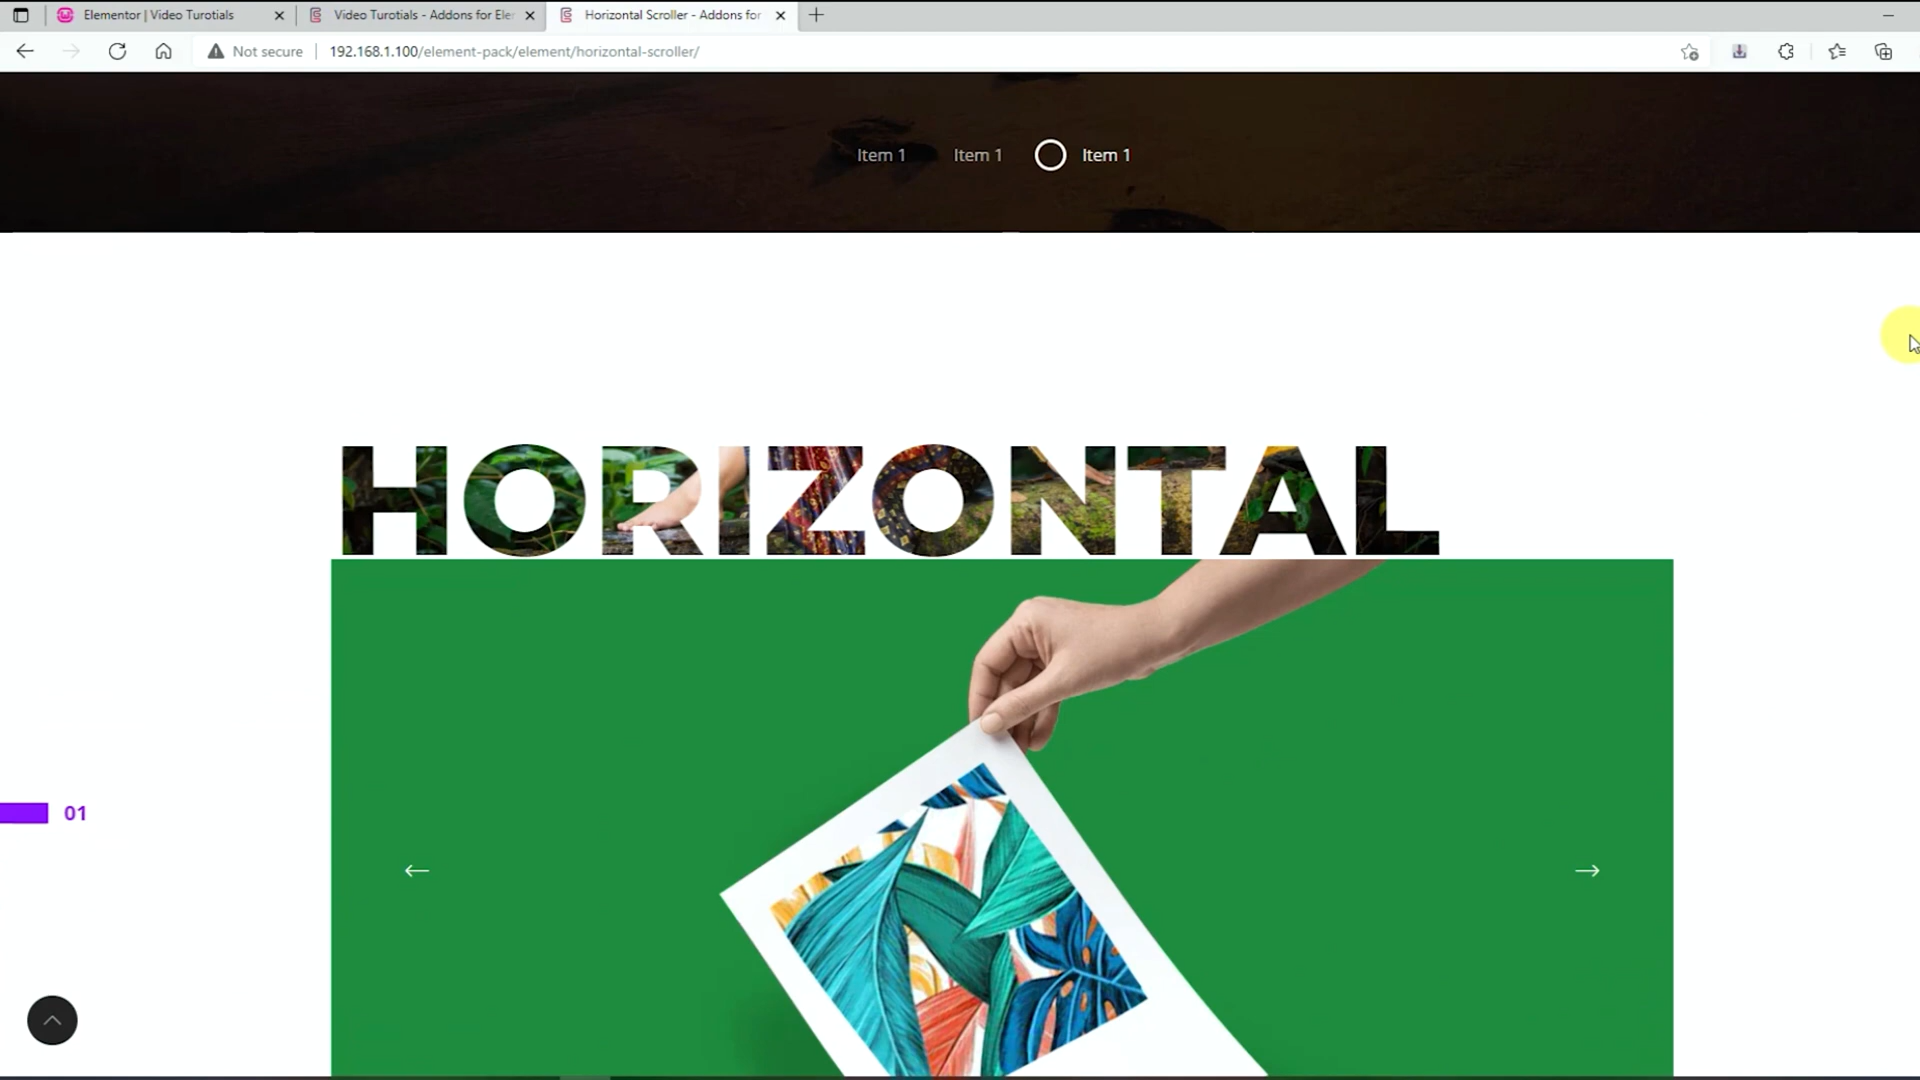 Elementor | Video Turotials
Video Turotials - Addons for Eler
Horizontal Scroller - Addons for
Not secure
192.168.1.100/element-pack/element/horizontal-scroller/
Item 1 Item 1 Item 1
HORIZONTAL
01